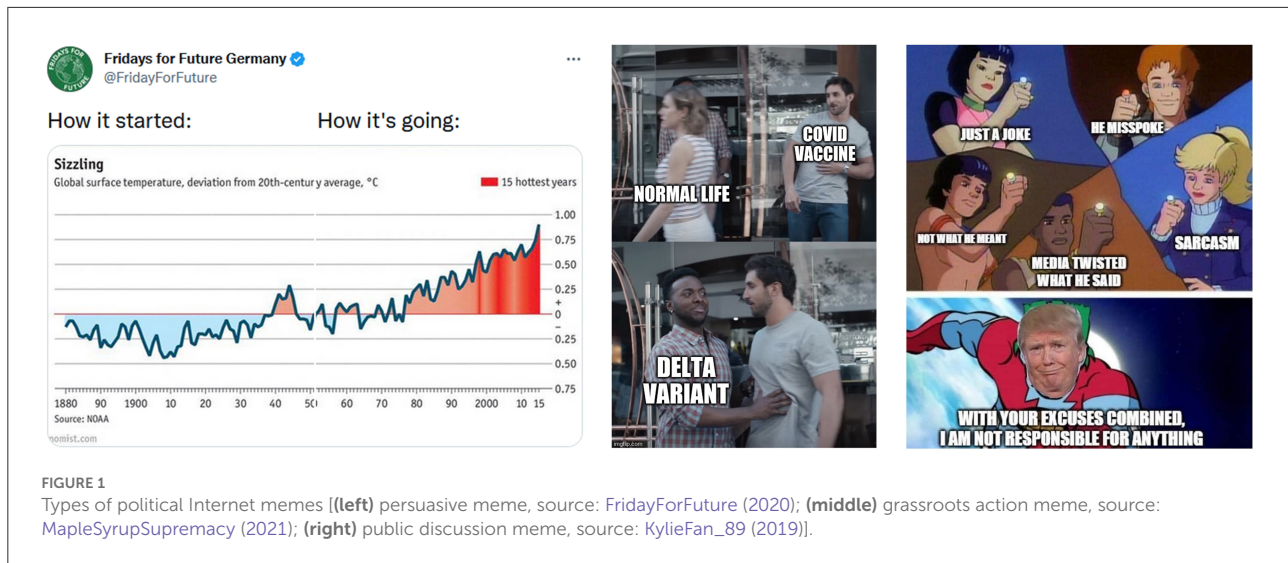 Fridays for Future Germany
@FridayForFuture
...
How it started: How it's going:
Sizzling
Global surface temperature, deviation from 20th-century average, °C
15 hottest years
1.00
0.75
0.50
0.25
+
0
–
0.25
0.50
0.75
1880 90 1900 10 20 30 40 50 60 70 80 90 2000 10 15
Source: NOAA
nomist.com
COVID
VACCINE
NORMAL LIFE
DELTA
VARIANT
imgflip.com
JUST A JOKE
HE MISSPOKE
NOT WHAT HE MEANT
MEDIA TWISTED
WHAT HE SAID
SARCASM
WITH YOUR EXCUSES COMBINED,
I AM NOT RESPONSIBLE FOR ANYTHING
FIGURE 1
Types of political Internet memes [(left) persuasive meme, source: FridayForFuture (2020); (middle) grassroots action meme, source:
MapleSyrupSupremacy (2021); (right) public discussion meme, source: KylieFan_89 (2019)].